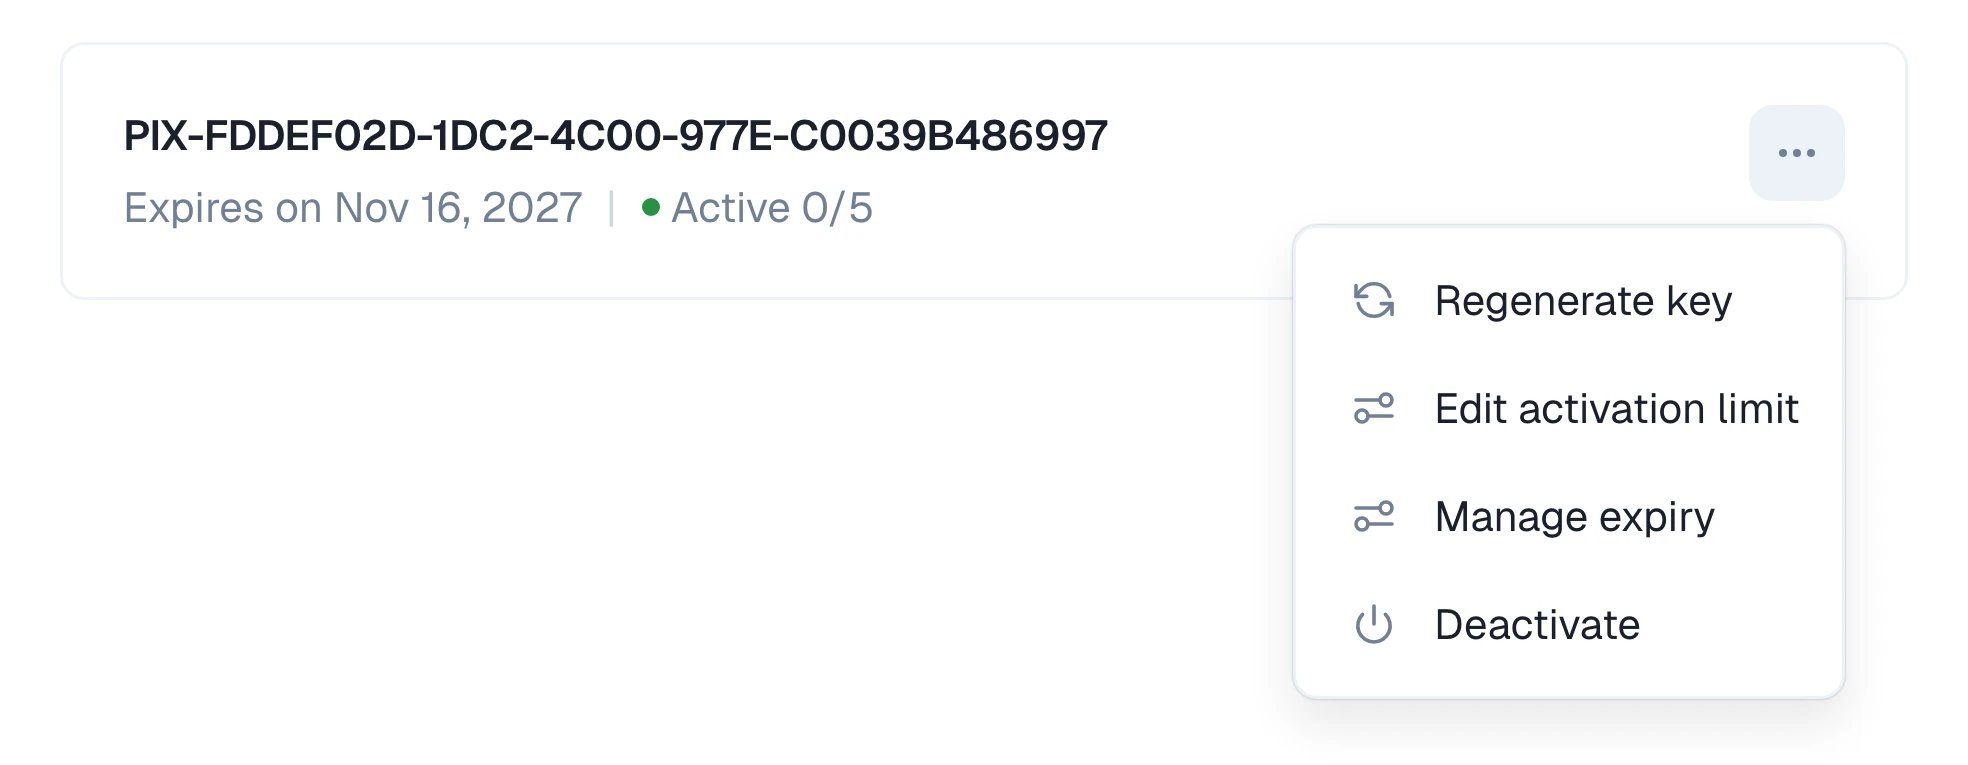 PIX-FDDEF02D-1DC2-4C00-977E-C0039B486997
Expires on Nov 16, 2027 | Active 0/5
Regenerate key
Edit activation limit
Manage expiry
Deactivate